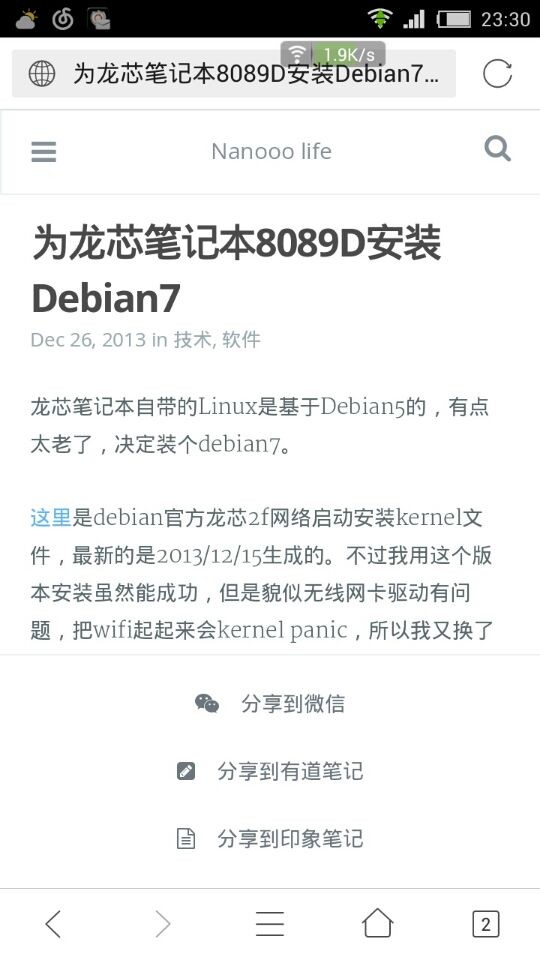 23:30
1.9K/s
为龙芯笔记本8089D安装Debian7...
Nanooo life
为龙芯笔记本8089D安装
Debian7
Dec 26, 2013 in 技术, 软件
龙芯笔记本自带的Linux是基于Debian5的，有点
太老了，决定装个debian7。
这里是debian官方龙芯2f网络启动安装kernel文
件，最新的是2013/12/15生成的。不过我用这个版
本安装虽然能成功，但是貌似无线网卡驱动有问
题，把wifi起起来会kernel panic，所以我又换了
分享到微信
分享到有道笔记
分享到印象笔记
2